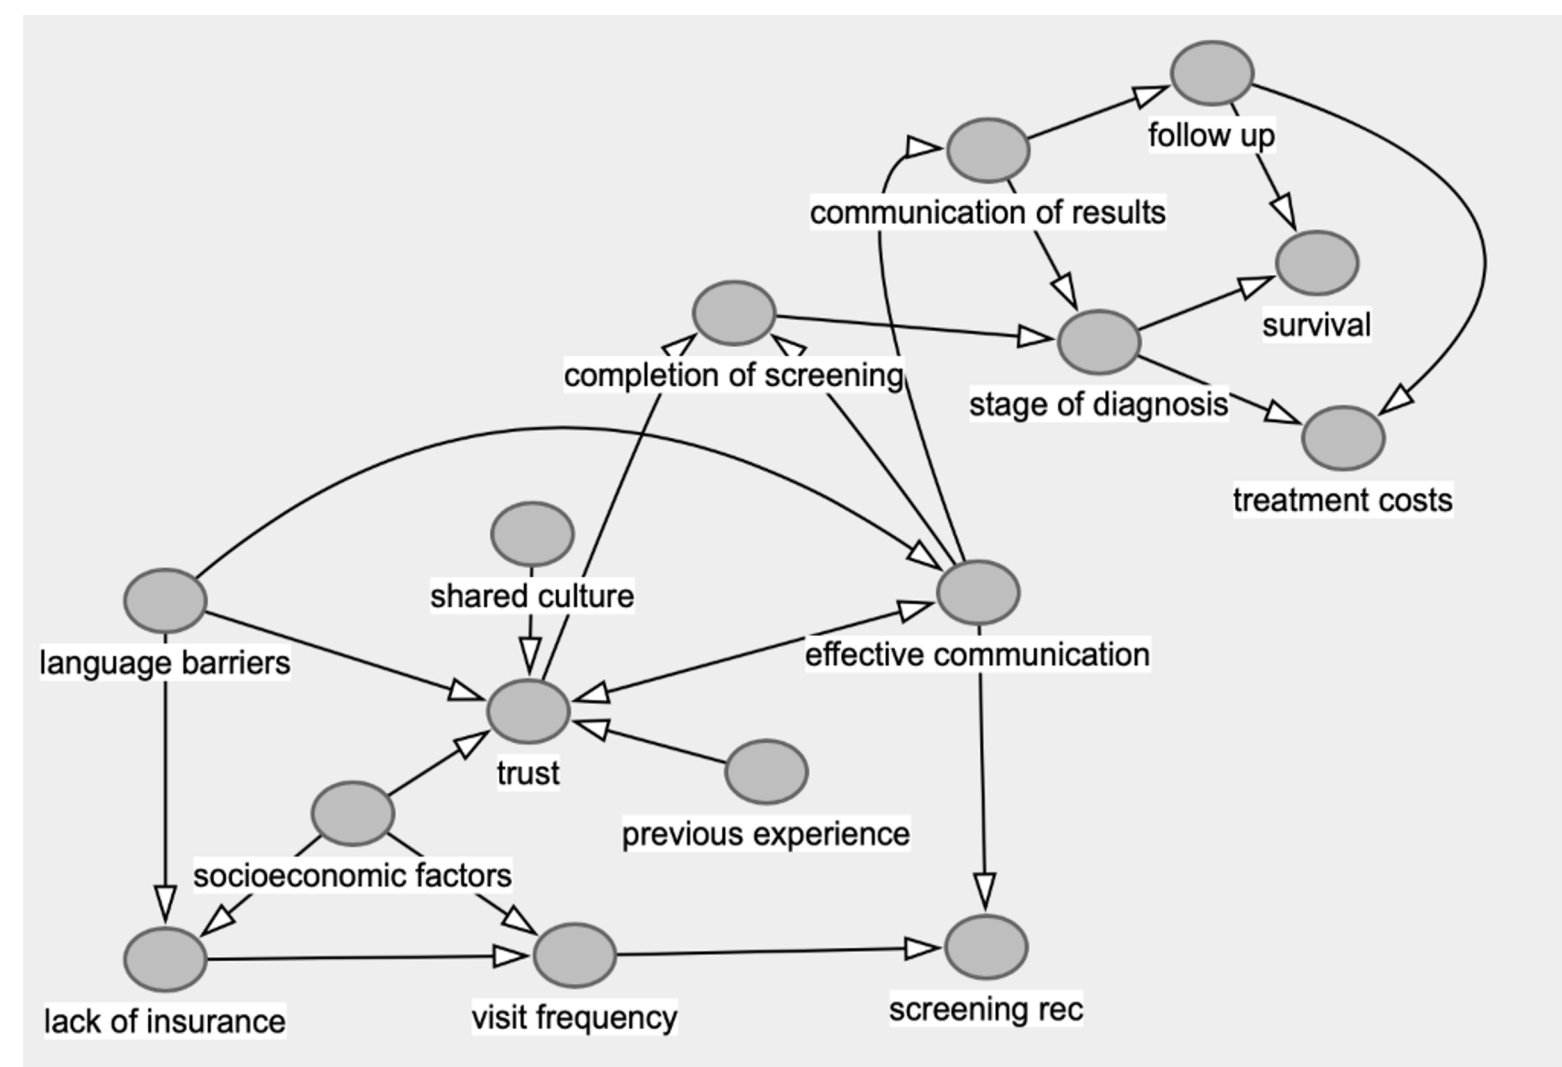 follow up
communication of results
survival
completion of screening
stage of diagnosis
treatment costs
shared culture
language barriers
effective communication
trust
previous experience
socioeconomic factors
lack of insurance
visit frequency
screening rec